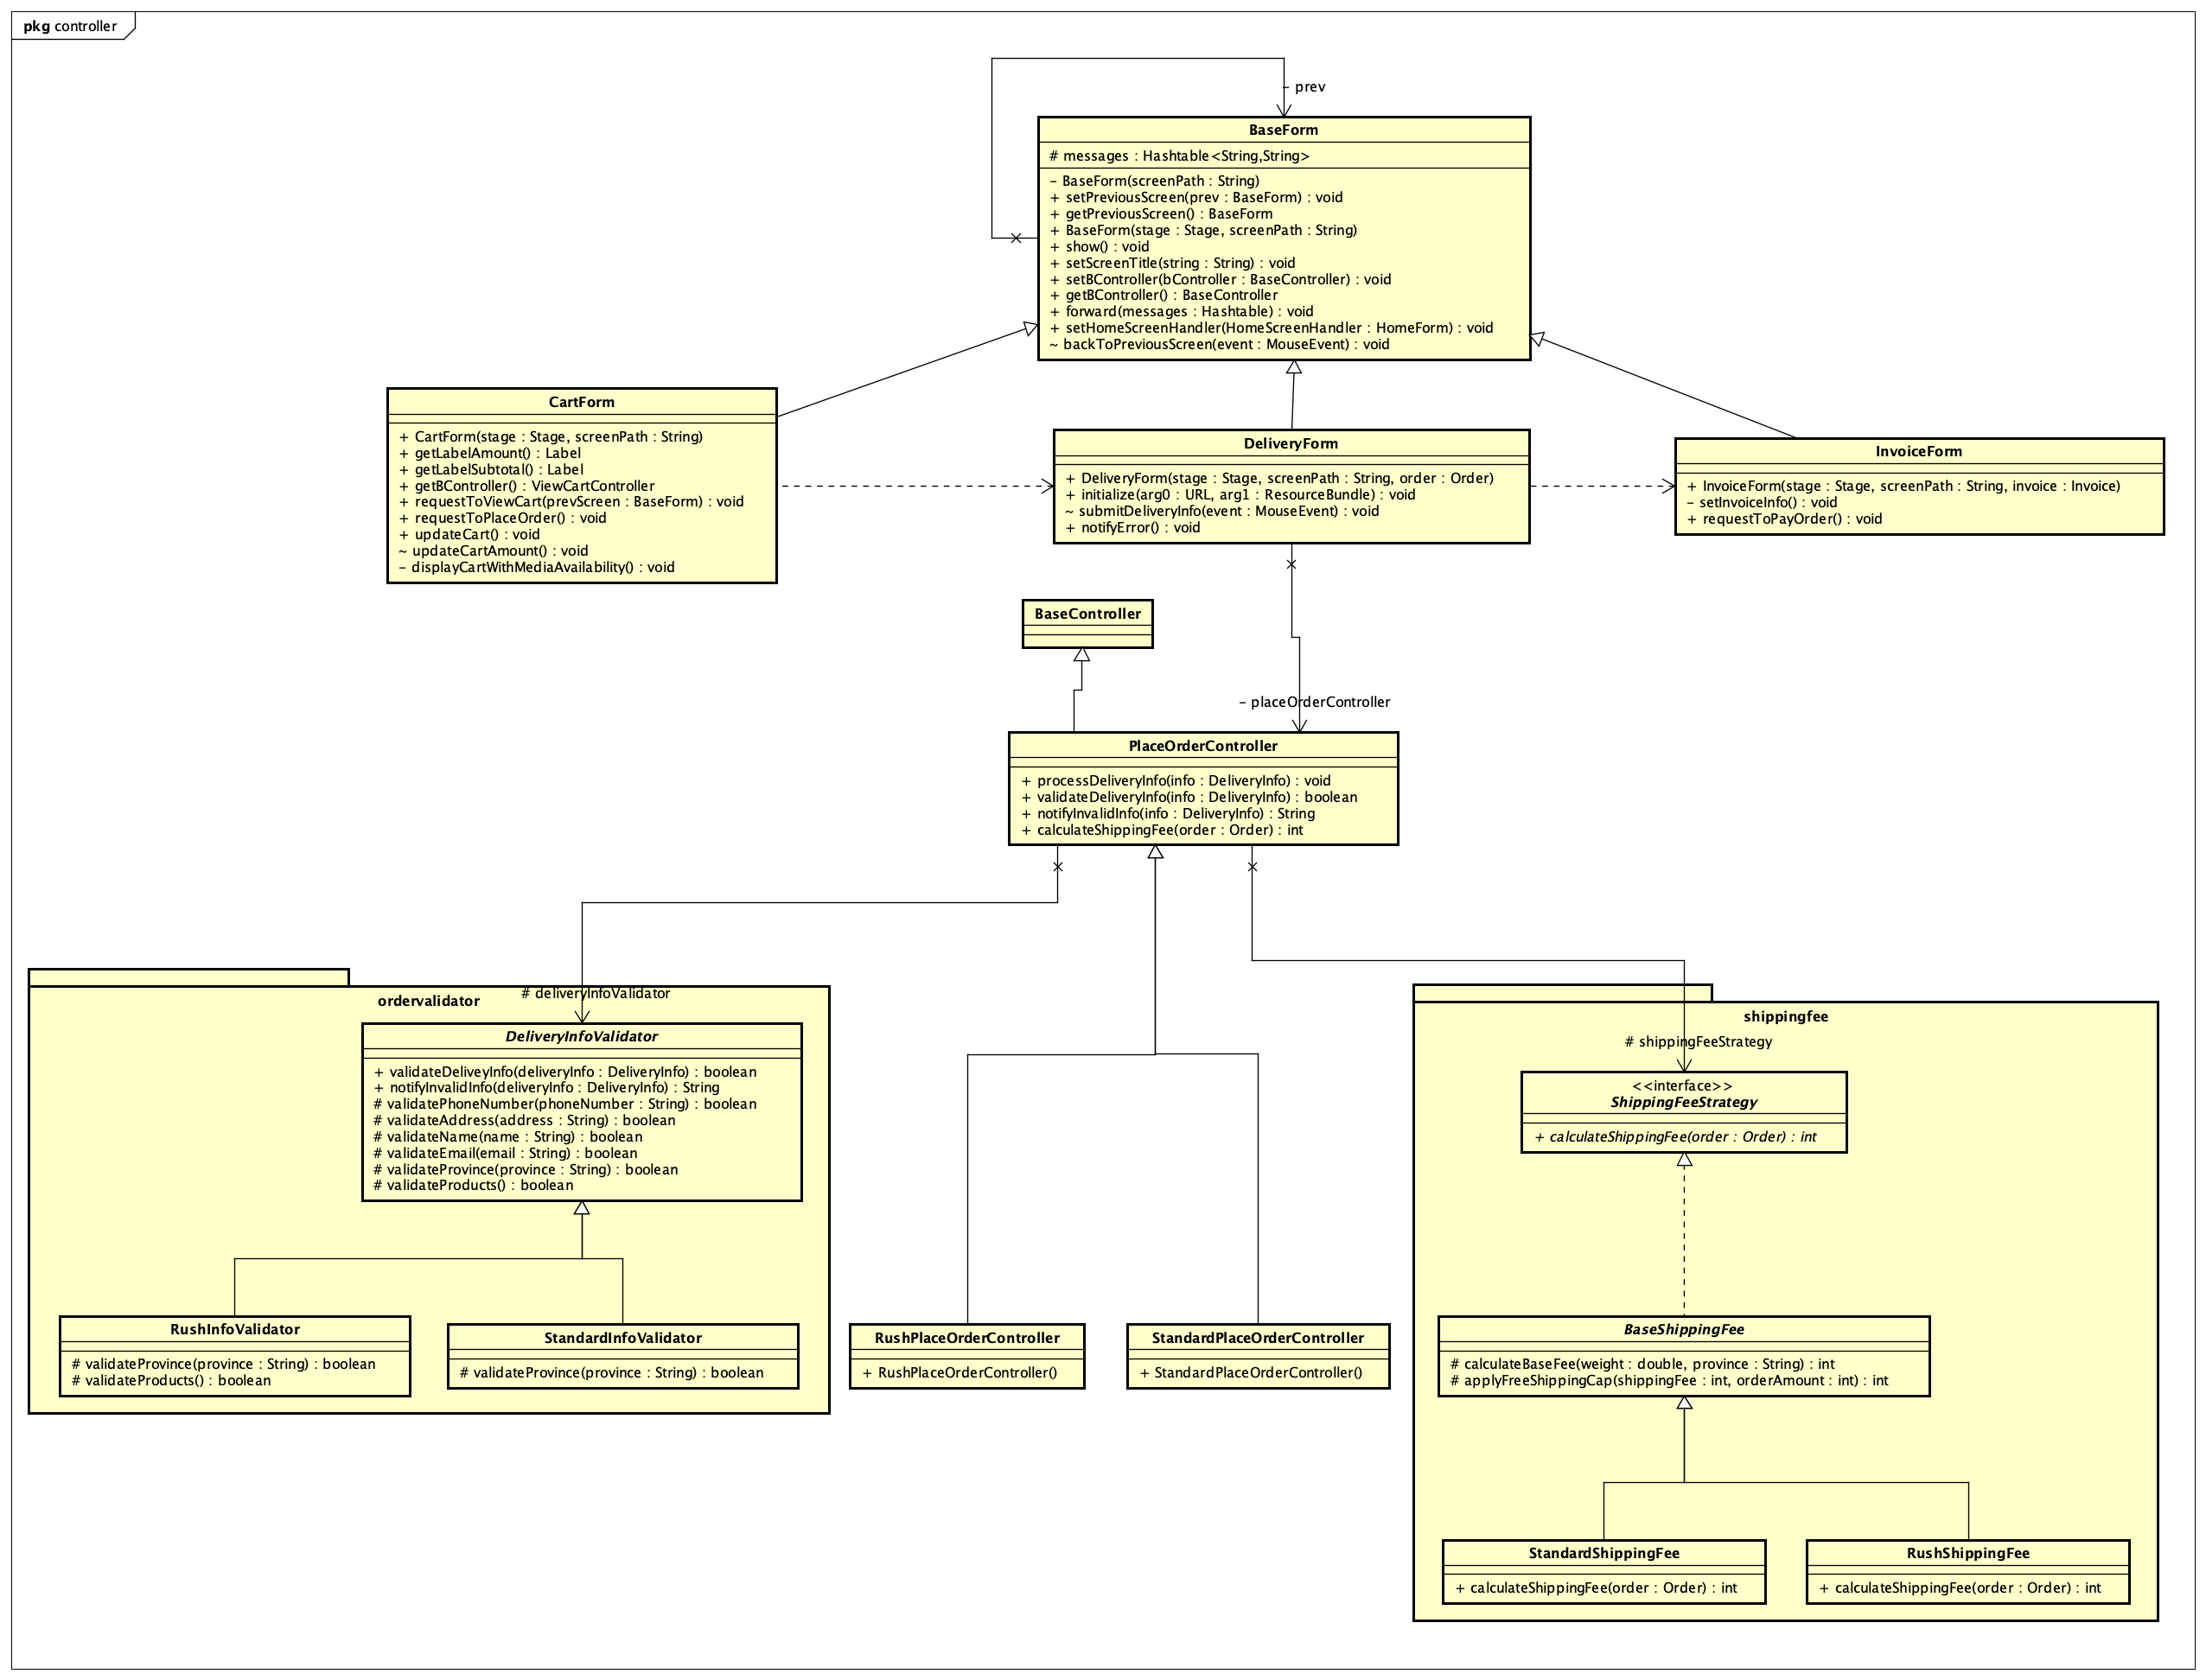 pkg controller
- prev
BaseForm
# messages : Hashtable<String,String>
- BaseForm(screenPath : String)
+ setPreviousScreen(prev : BaseForm) : void
+ getPreviousScreen() : BaseForm
+ BaseForm(stage : Stage, screenPath : String)
+ show() : void
+ setScreenTitle(string : String) : void
+ setBController(bController : BaseController) : void
+ getBController() : BaseController
+ forward(messages : Hashtable) : void
+ setHomeScreenHandler(HomeScreenHandler : HomeForm) : void
~ backToPreviousScreen(event : MouseEvent) : void
CartForm
+ CartForm(stage : Stage, screenPath : String)
+ getLabelAmount() : Label
+ getLabelSubtotal() : Label
+ getBController() : ViewCartController
+ requestToViewCart(prevScreen : BaseForm) : void
+ requestToPlaceOrder() : void
+ updateCart() : void
~ updateCartAmount() : void
- displayCartWithMediaAvailability() : void
DeliveryForm
+ DeliveryForm(stage : Stage, screenPath : String, order : Order)
+ initialize(arg0 : URL, arg1 : ResourceBundle) : void
~ submitDeliveryInfo(event : MouseEvent) : void
+ notifyError() : void
InvoiceForm
+ InvoiceForm(stage : Stage, screenPath : String, invoice : Invoice)
- setInvoiceInfo() : void
+ requestToPayOrder() : void
BaseController
- placeOrderController
PlaceOrderController
+ processDeliveryInfo(info : DeliveryInfo) : void
+ validateDeliveryInfo(info : DeliveryInfo) : boolean
+ notifyInvalidInfo(info : DeliveryInfo) : String
+ calculateShippingFee(order : Order) : int
ordervalidator
# deliveryInfoValidator
DeliveryInfoValidator
+ validateDeliveyInfo(deliveryInfo : DeliveryInfo) : boolean
+ notifyInvalidInfo(deliveryInfo : DeliveryInfo) : String
# validatePhoneNumber(phoneNumber : String) : boolean
# validateAddress(address : String) : boolean
# validateName(name : String) : boolean
# validateEmail(email : String) : boolean
# validateProvince(province : String) : boolean
# validateProducts() : boolean
RushInfoValidator
# validateProvince(province : String) : boolean
# validateProducts() : boolean
StandardInfoValidator
# validateProvince(province : String) : boolean
RushPlaceOrderController
+ RushPlaceOrderController()
StandardPlaceOrderController
+ StandardPlaceOrderController()
shippingfee
# shippingFeeStrategy
<<interface>>
ShippingFeeStrategy
+ calculateShippingFee(order : Order) : int
BaseShippingFee
# calculateBaseFee(weight : double, province : String) : int
# applyFreeShippingCap(shippingFee : int, orderAmount : int) : int
StandardShippingFee
+ calculateShippingFee(order : Order) : int
RushShippingFee
+ calculateShippingFee(order : Order) : int